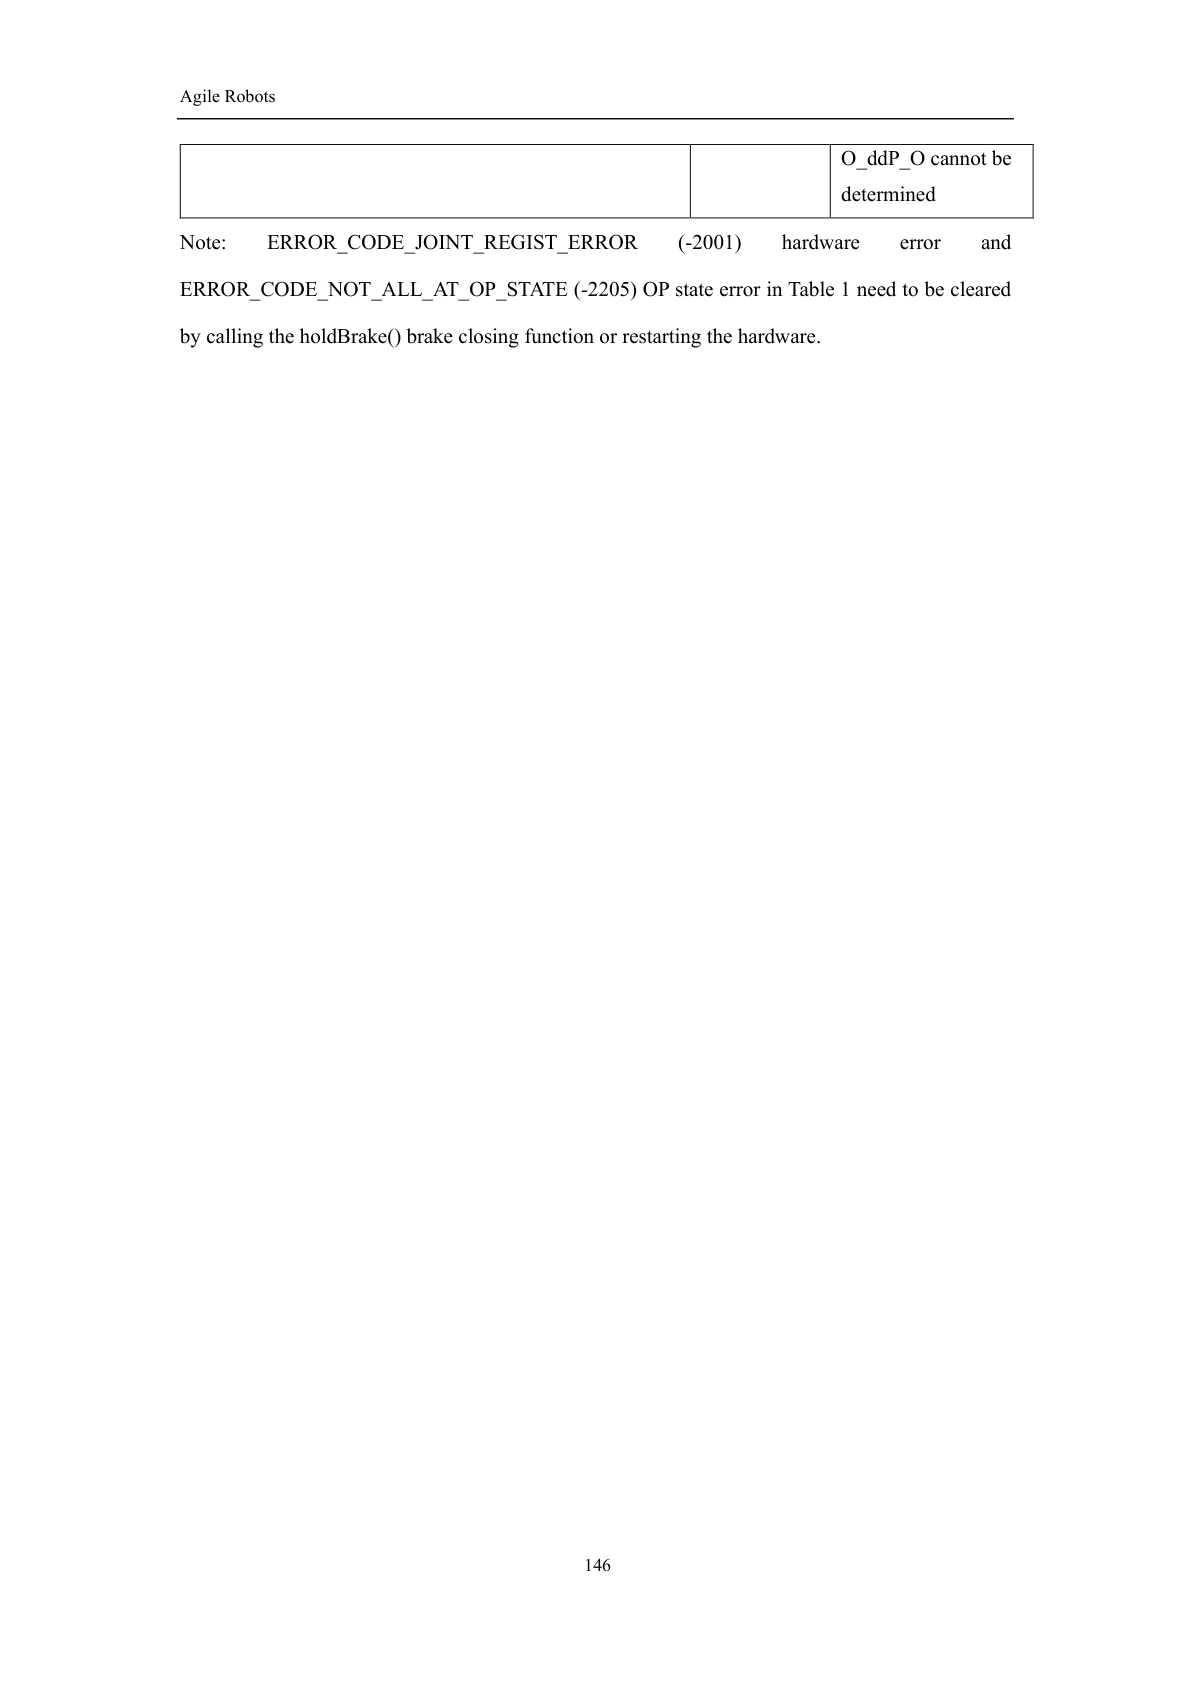 Agile Robots
O_ddP_O cannot be
determined
Note: ERROR_CODE_JOINT_REGIST_ERROR (-2001) hardware error and
ERROR_CODE_NOT_ALL_AT_OP_STATE (-2205) OP state error in Table 1 need to be cleared
by calling the holdBrake() brake closing function or restarting the hardware.
146